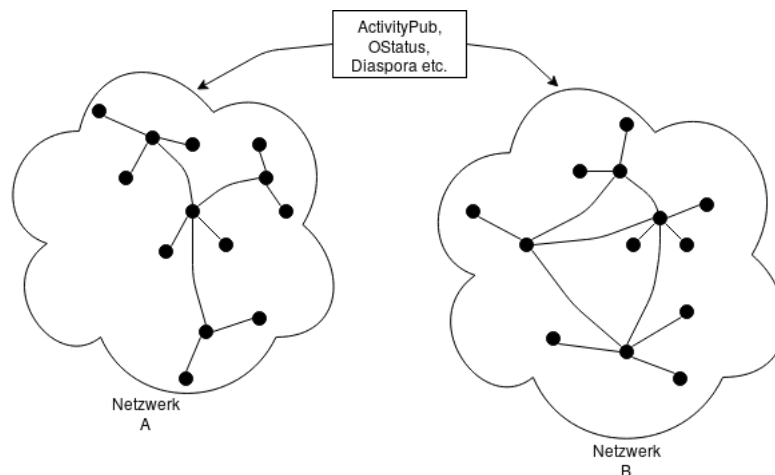 ActivityPub,
OStatus,
Diaspora etc.
Netzwerk
A
Netzwerk
B